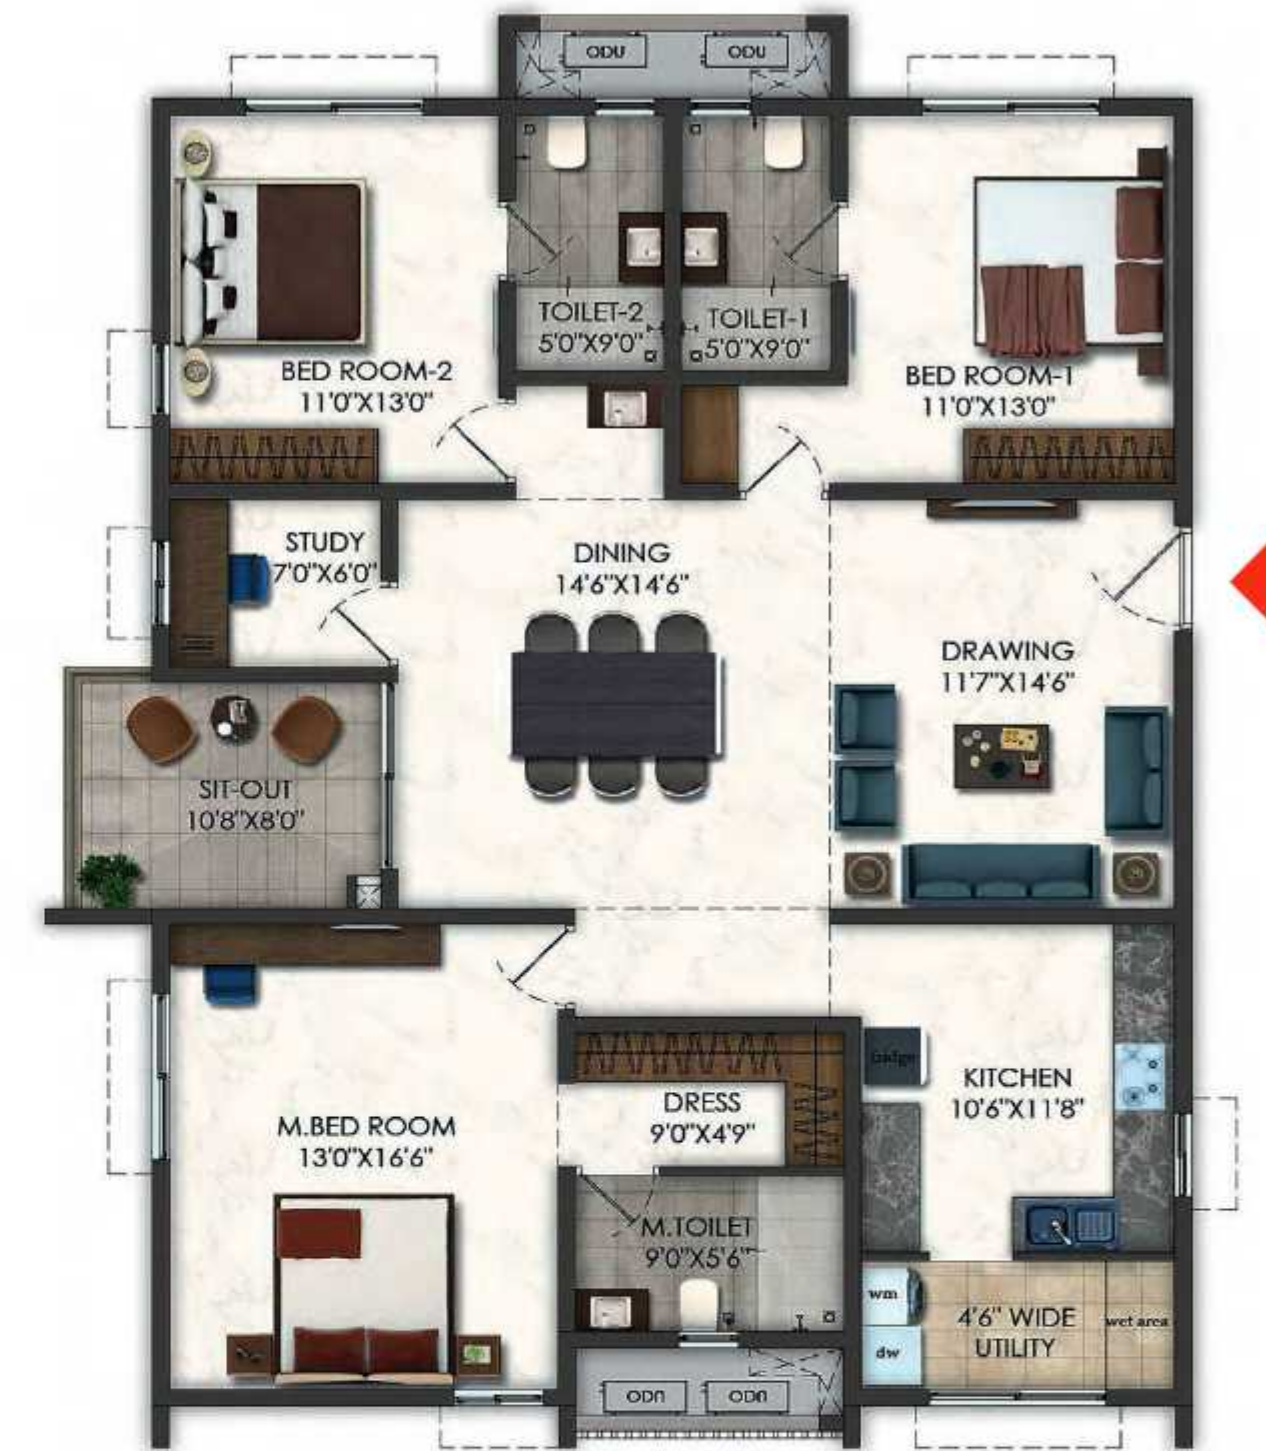 ODU
ODU
TOILET-2
5'0"X9'0"
TOILET-1
5'0"X9'0"
BED ROOM-2
11'0"X13'0"
BED ROOM-1
11'0"X13'0"
STUDY
7'0"X6'0"
DINING
14'6"X14'6"
DRAWING
11'7"X14'6"
SIT-OUT
10'8"X8'0"
fridge
KITCHEN
10'6"X11'8"
DRESS
9'0"X4'9"
M.BED ROOM
13'0"X16'6"
M.TOILET
9'0"X5'6"
wm
4'6" WIDE
UTILITY
wet area
dw
ODU
ODU